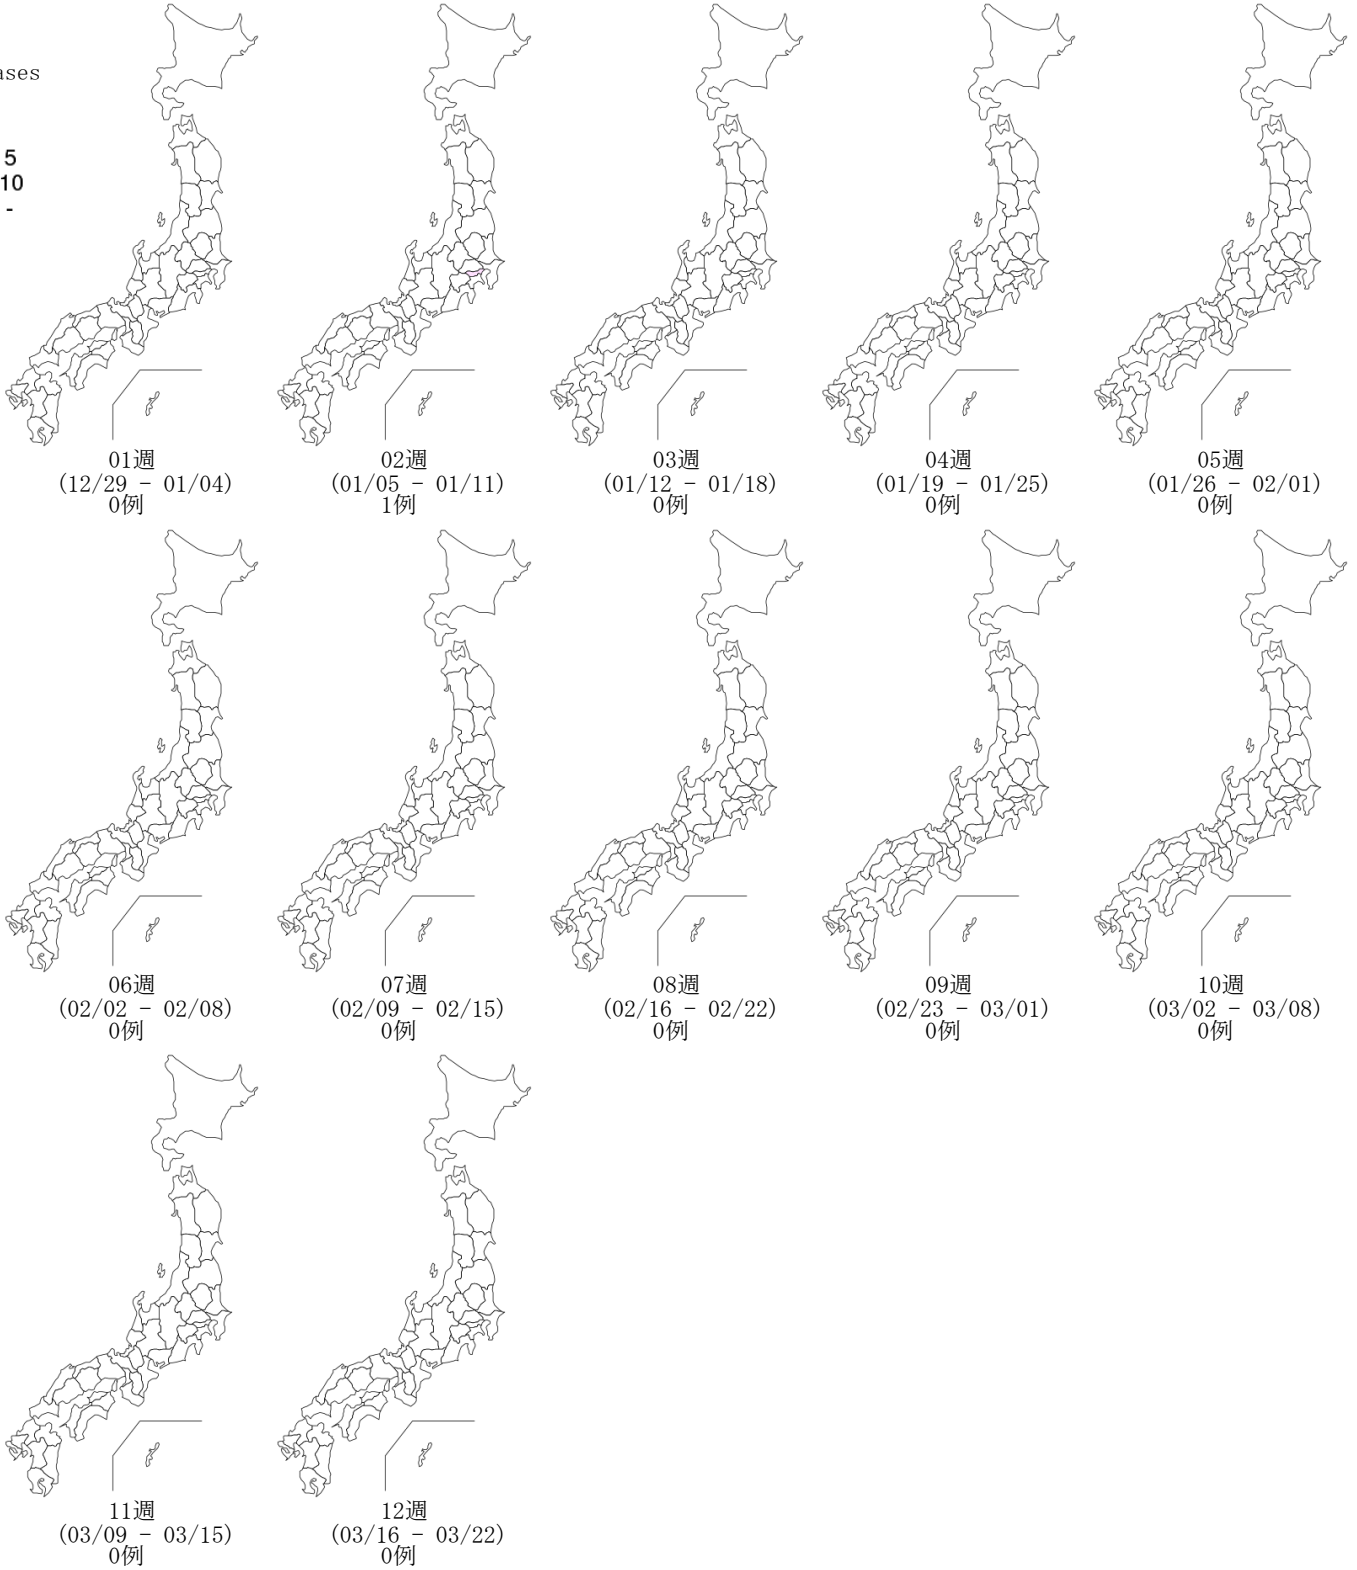 ases
5
10
-
01週
(12/29 - 01/04)
0例
02週
(01/05 - 01/11)
1例
03週
(01/12 - 01/18)
0例
04週
(01/19 - 01/25)
0例
05週
(01/26 - 02/01)
0例
06週
(02/02 - 02/08)
0例
07週
(02/09 - 02/15)
0例
08週
(02/16 - 02/22)
0例
09週
(02/23 - 03/01)
0例
10週
(03/02 - 03/08)
0例
11週
(03/09 - 03/15)
0例
12週
(03/16 - 03/22)
0例